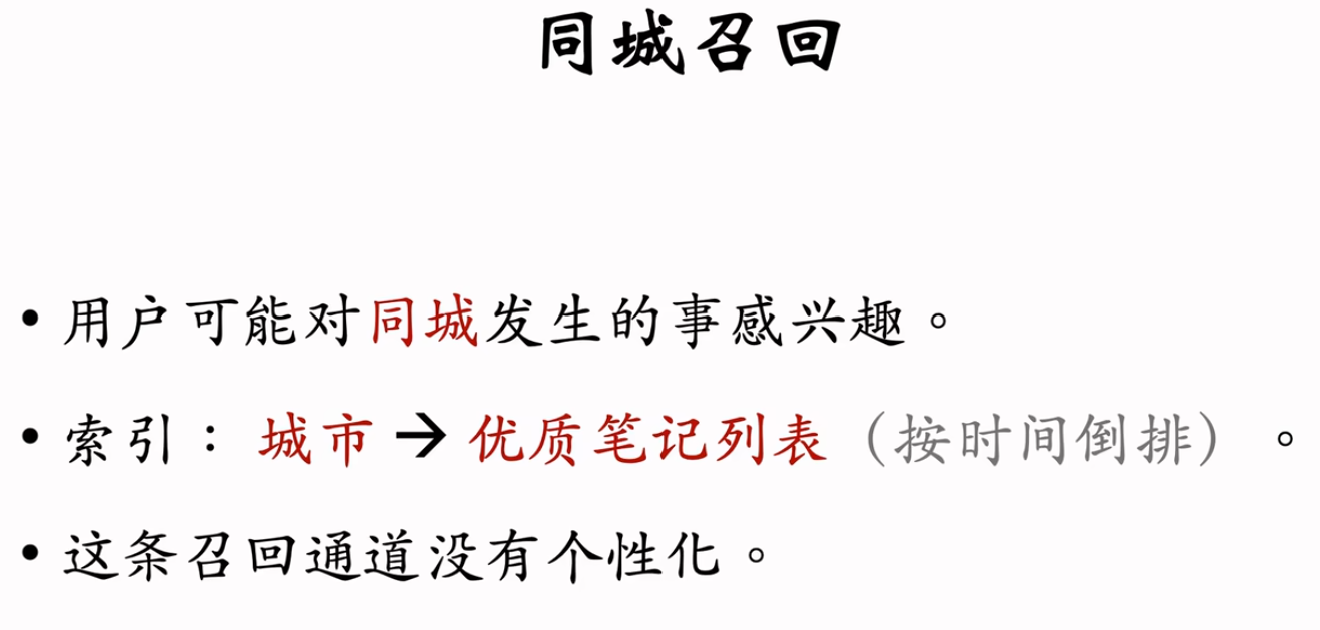 同城召回
• 用户可能对同城发生的事感兴趣。
• 索引：城市 → 优质笔记列表（按时间倒排）。
• 这条召回通道没有个性化。